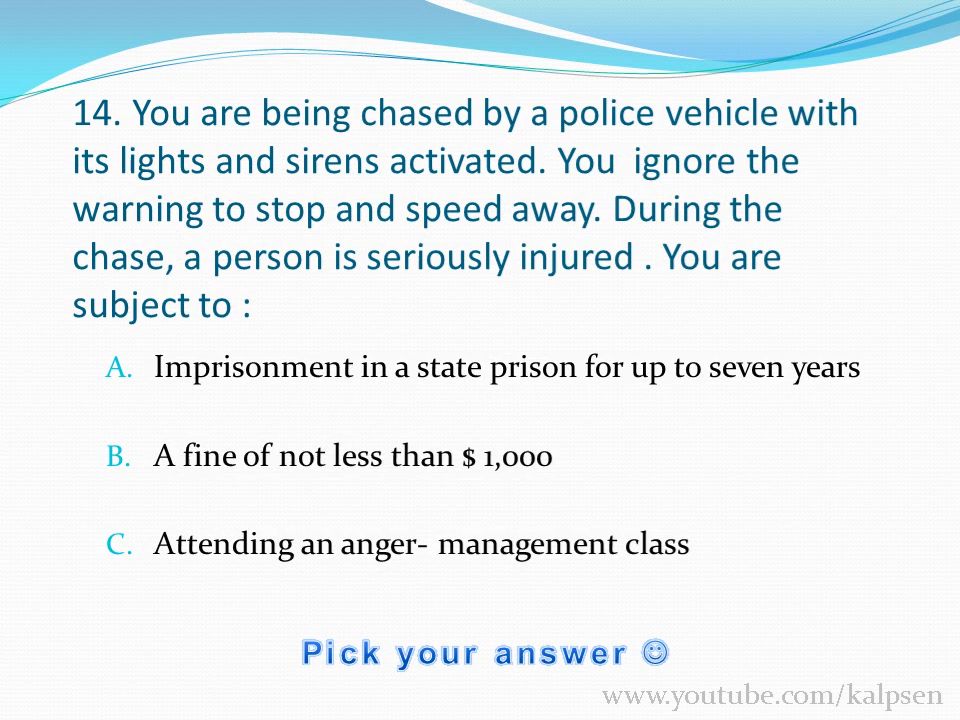 14. You are being chased by a police vehicle with
its lights and sirens activated. You  ignore the
warning to stop and speed away. During the
chase, a person is seriously injured . You are
subject to :
A. Imprisonment in a state prison for up to seven years
B. A fine of not less than $ 1,000
C. Attending an anger- management class
Pick your answer ☺
www.youtube.com/kalpsen